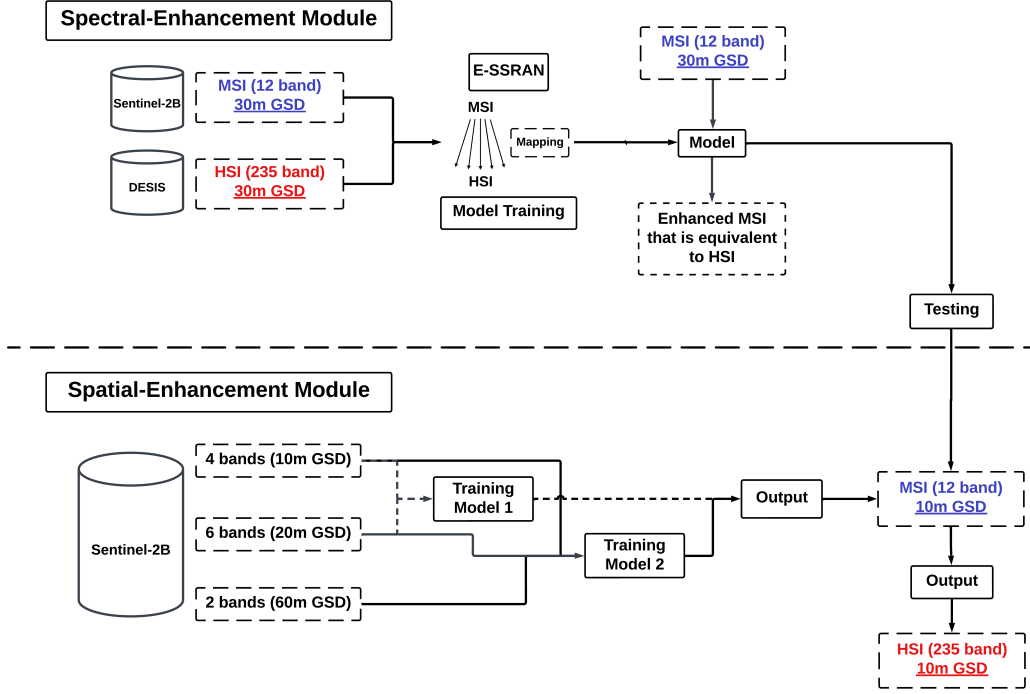 Spectral-Enhancement Module
Sentinel-2B
MSI (12 band)
30m GSD
DESIS
HSI (235 band)
30m GSD
E-SSRAN
MSI
Mapping
HSI
Model Training
MSI (12 band)
30m GSD
Model
Enhanced MSI
that is equivalent
to HSI
Testing
Spatial-Enhancement Module
Sentinel-2B
4 bands (10m GSD)
6 bands (20m GSD)
2 bands (60m GSD)
Training
Model 1
Training
Model 2
Output
MSI (12 band)
10m GSD
Output
HSI (235 band)
10m GSD